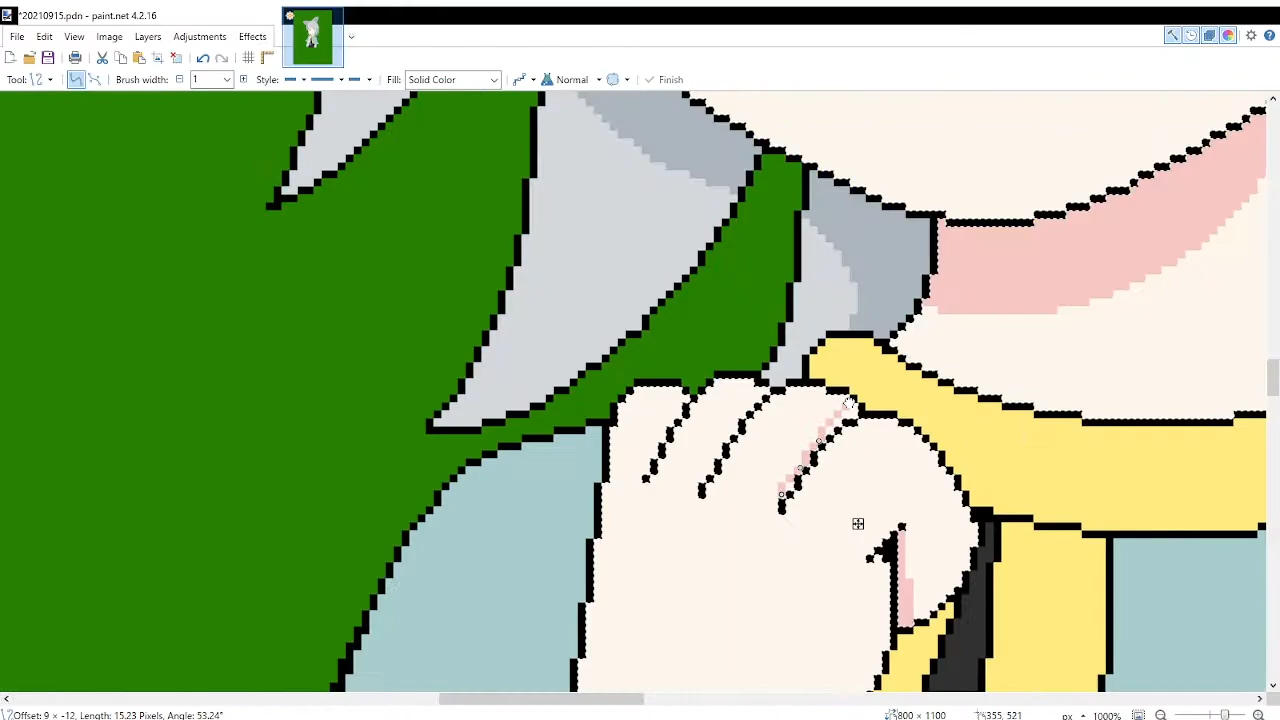 *20210915.pdn - paint.net 4.2.16
File Edit View Image Layers Adjustments Effects
Tool: Brush width: 1 Style: Fill: Solid Color Normal Finish
Offset: 9 × -12, Length: 15.23 Pixels, Angle: 53.24° 800 × 1100 355, 521 px 1000%